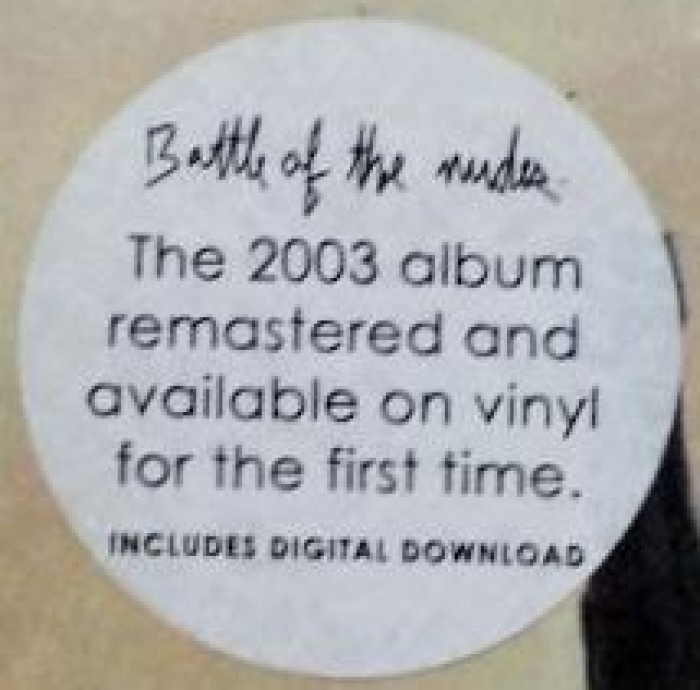 Battle of the nudes.
The 2003 album
remastered and
available on vinyl
for the first time.
INCLUDES DIGITAL DOWNLOAD